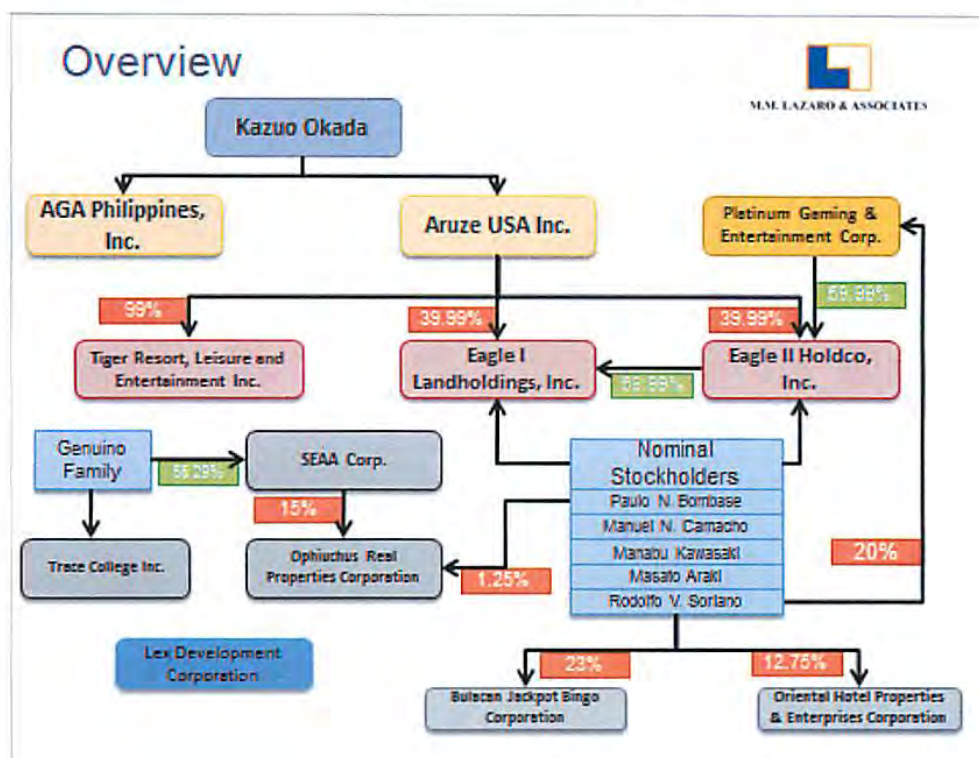 Overview
M.M. LAZARO & ASSOCIATES
Kazuo Okada
AGA Philippines,
Inc.
Aruze USA Inc.
Platinum Gaming &
Entertainment Corp.
99%
39.99%
39.99%
Tiger Resort, Leisure and
Entertainment Inc.
Eagle I
Landholdings, Inc.
Eagle II Holdco,
Inc.
Genuino
Family
SEAA Corp.
Nominal
Stockholders
Paulo N. Bombase
Manuel N. Camacho
Manabu Kawasaki
Masato Araki
Rodolfo V. Soriano
15%
20%
Trace College Inc.
Ophiuchus Real
Properties Corporation
1.25%
Lex Development
Corporation
23%
12.75%
Bulacan Jackpot Bingo
Corporation
Oriental Hotel Properties
& Enterprises Corporation